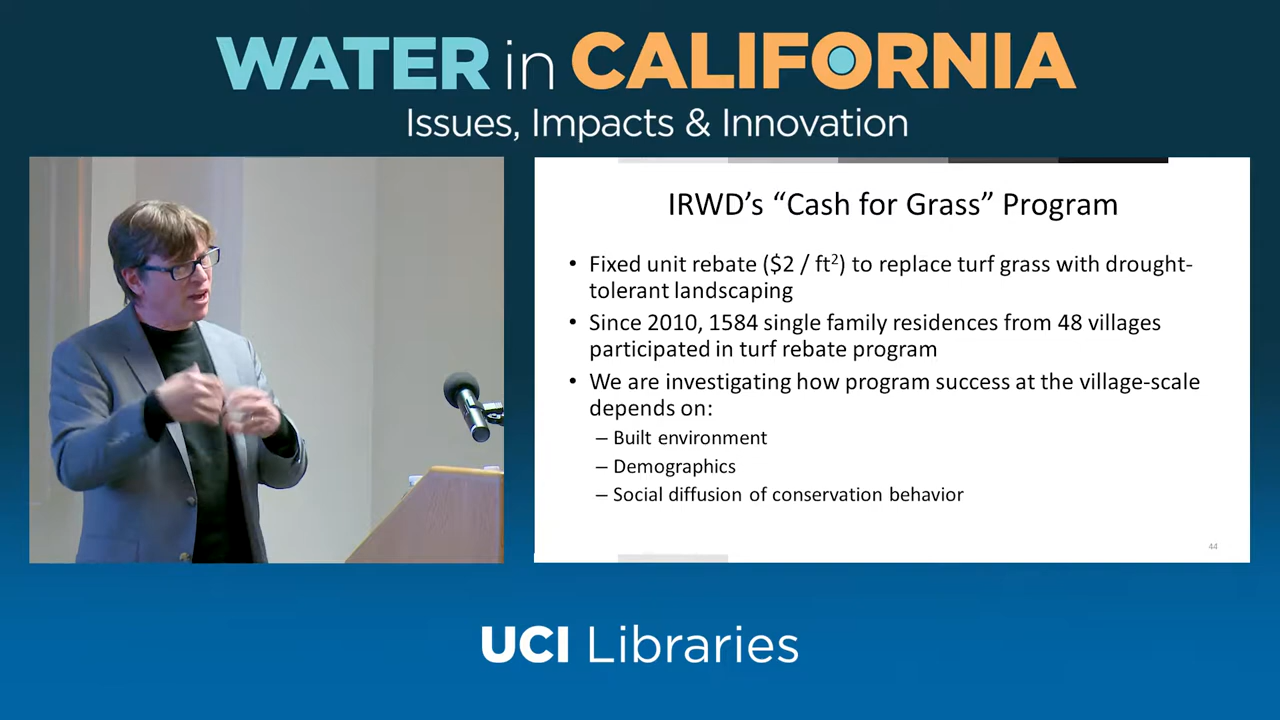 WATER in CALIFORNIA
Issues, Impacts & Innovation
IRWD’s “Cash for Grass” Program
• Fixed unit rebate ($2 / ft²) to replace turf grass with drought-
tolerant landscaping
• Since 2010, 1584 single family residences from 48 villages
participated in turf rebate program
• We are investigating how program success at the village-scale
depends on:
– Built environment
– Demographics
– Social diffusion of conservation behavior
44
UCI Libraries